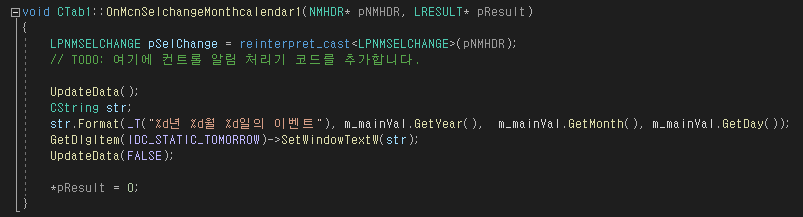 void CTab1::OnMcnSelchangeMonthcalendar1(NMHDR* pNMHDR, LRESULT* pResult)
{
LPNMSELCHANGE pSelChange = reinterpret_cast<LPNMSELCHANGE>(pNMHDR);
// TODO: 여기에 컨트롤 알림 처리기 코드를 추가합니다.
UpdateData();
CString str;
str.Format(_T("%d년 %d월 %d일의 이벤트"), m_mainVal.GetYear(),  m_mainVal.GetMonth(), m_mainVal.GetDay());
GetDlgItem(IDC_STATIC_TOMORROW)->SetWindowTextW(str);
UpdateData(FALSE);
*pResult = 0;
}